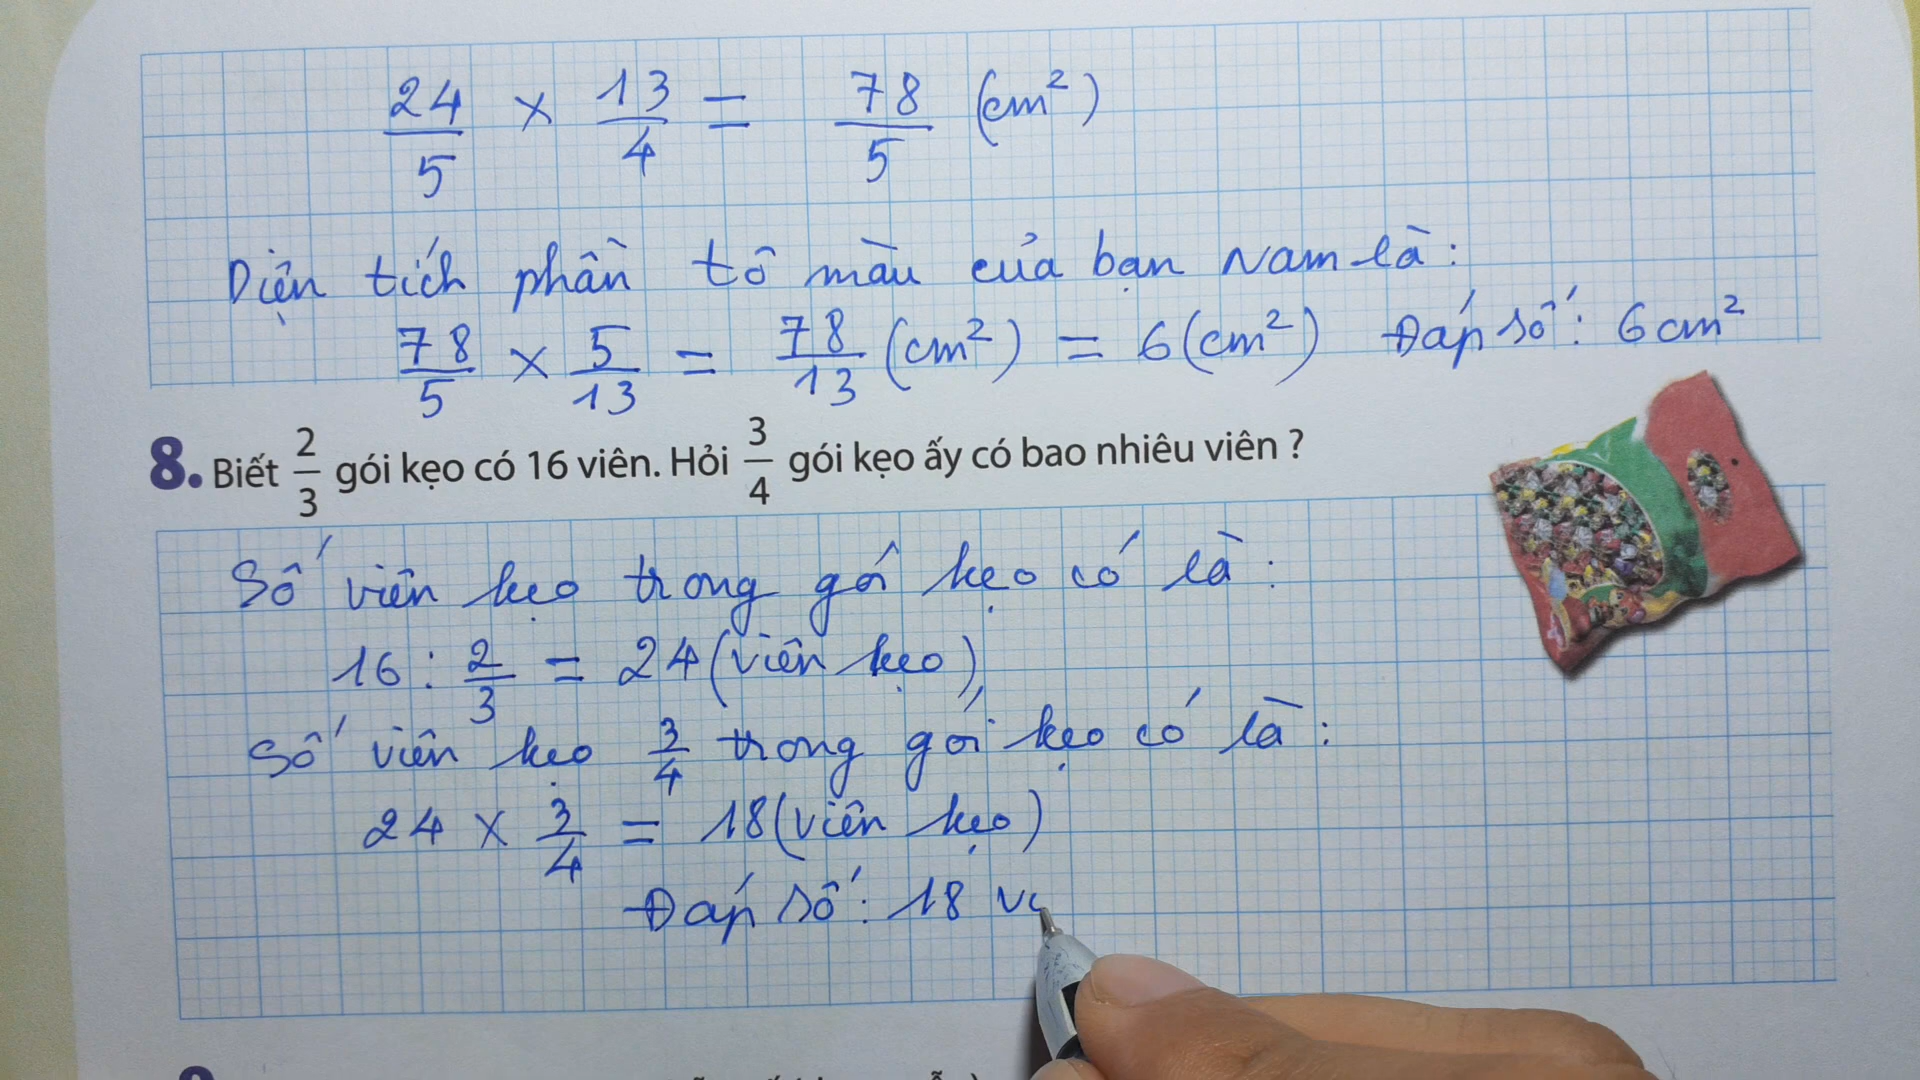 24/5 × 13/4 = 78/5 (cm²)
Diện tích phần tô màu của bạn Nam là:
78/5 × 5/13 = 78/13 (cm²) = 6 (cm²) Đáp số: 6 cm²
8. Biết 2/3 gói kẹo có 16 viên. Hỏi 3/4 gói kẹo ấy có bao nhiêu viên ?
Số viên kẹo trong gói kẹo có là:
16 : 2/3 = 24 (viên kẹo)
Số viên kẹo 3/4 trong gói kẹo có là:
24 × 3/4 = 18 (viên kẹo)
Đáp số: 18